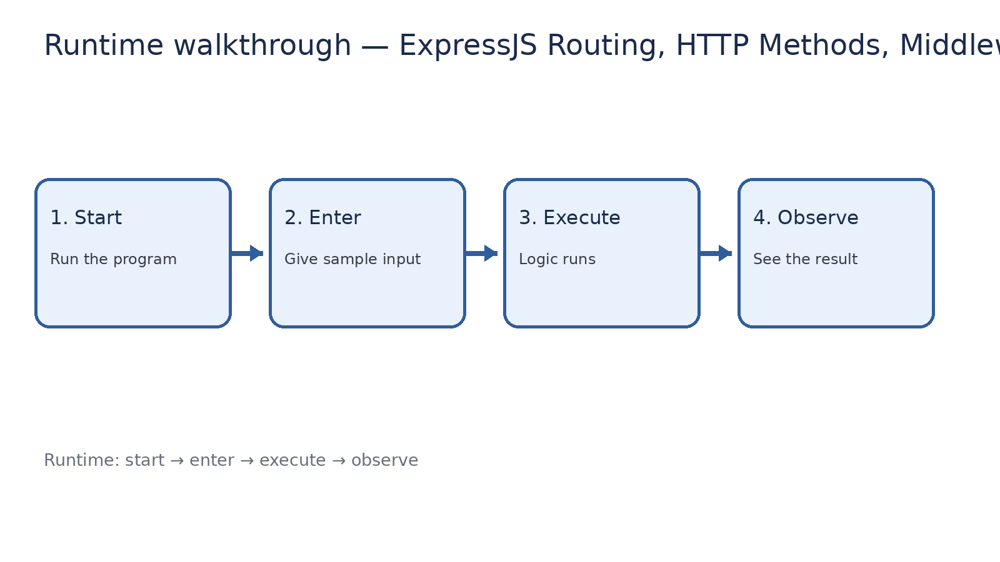 Runtime walkthrough — ExpressJS Routing, HTTP Methods,
1. Start
Run the program
2. Enter
Give sample input
3. Execute
Logic runs
4. Observe
See the result
Runtime: start → enter → execute → observe